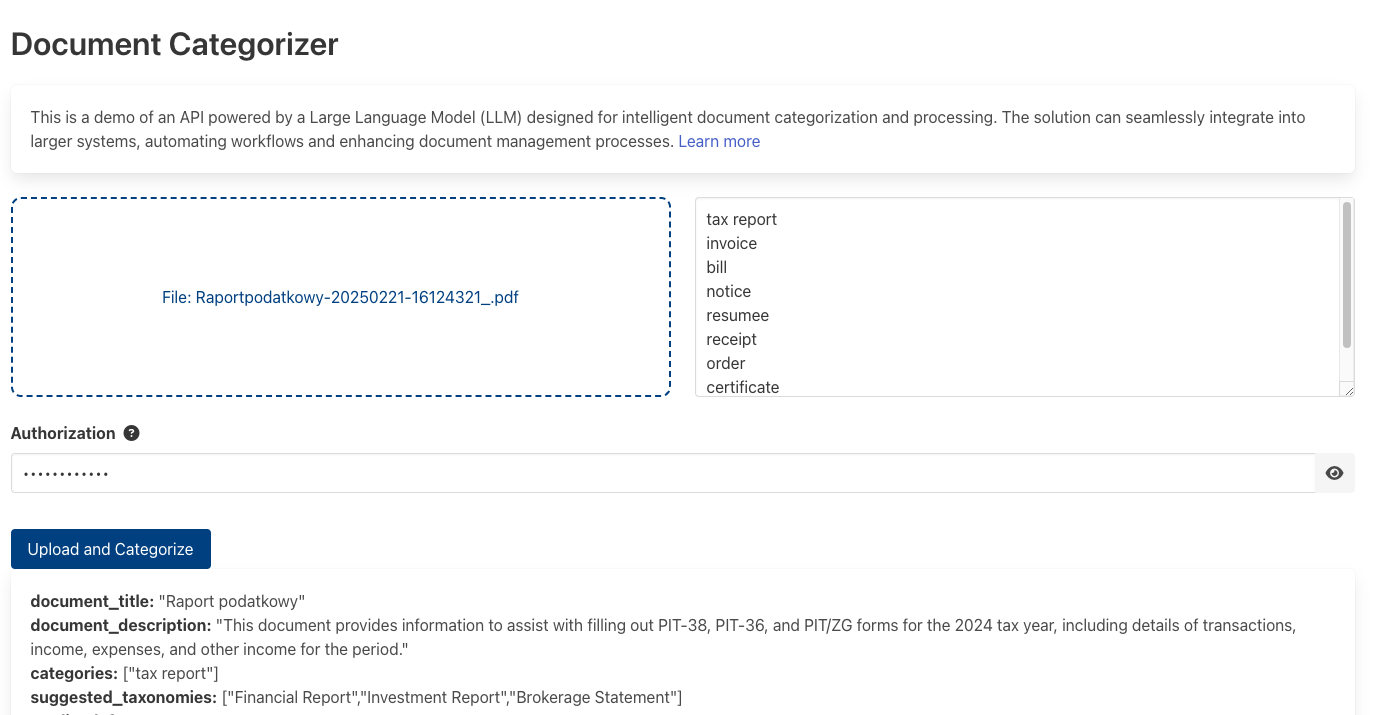 Document Categorizer
This is a demo of an API powered by a Large Language Model (LLM) designed for intelligent document categorization and processing. The solution can seamlessly integrate into
larger systems, automating workflows and enhancing document management processes. Learn more
File: Raportpodatkowy-20250221-16124321_.pdf
tax report
invoice
bill
notice
resumee
receipt
order
certificate
Authorization ?
••••••••••••
Upload and Categorize
document_title: "Raport podatkowy"
document_description: "This document provides information to assist with filling out PIT-38, PIT-36, and PIT/ZG forms for the 2024 tax year, including details of transactions,
income, expenses, and other income for the period."
categories: ["tax report"]
suggested_taxonomies: ["Financial Report","Investment Report","Brokerage Statement"]